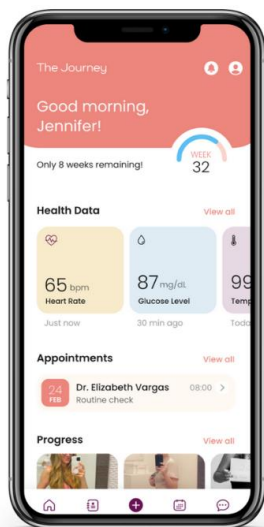 The Journey
Good morning,
Jennifer!
Only 8 weeks remaining!
WEEK
32
Health Data
View all
65 bpm
Heart Rate
Just now
87 mg/dL
Glucose Level
30 min ago
99
Appointments
View all
24
FEB
Dr. Elizabeth Vargas
08:00
Routine check
Progress
View all